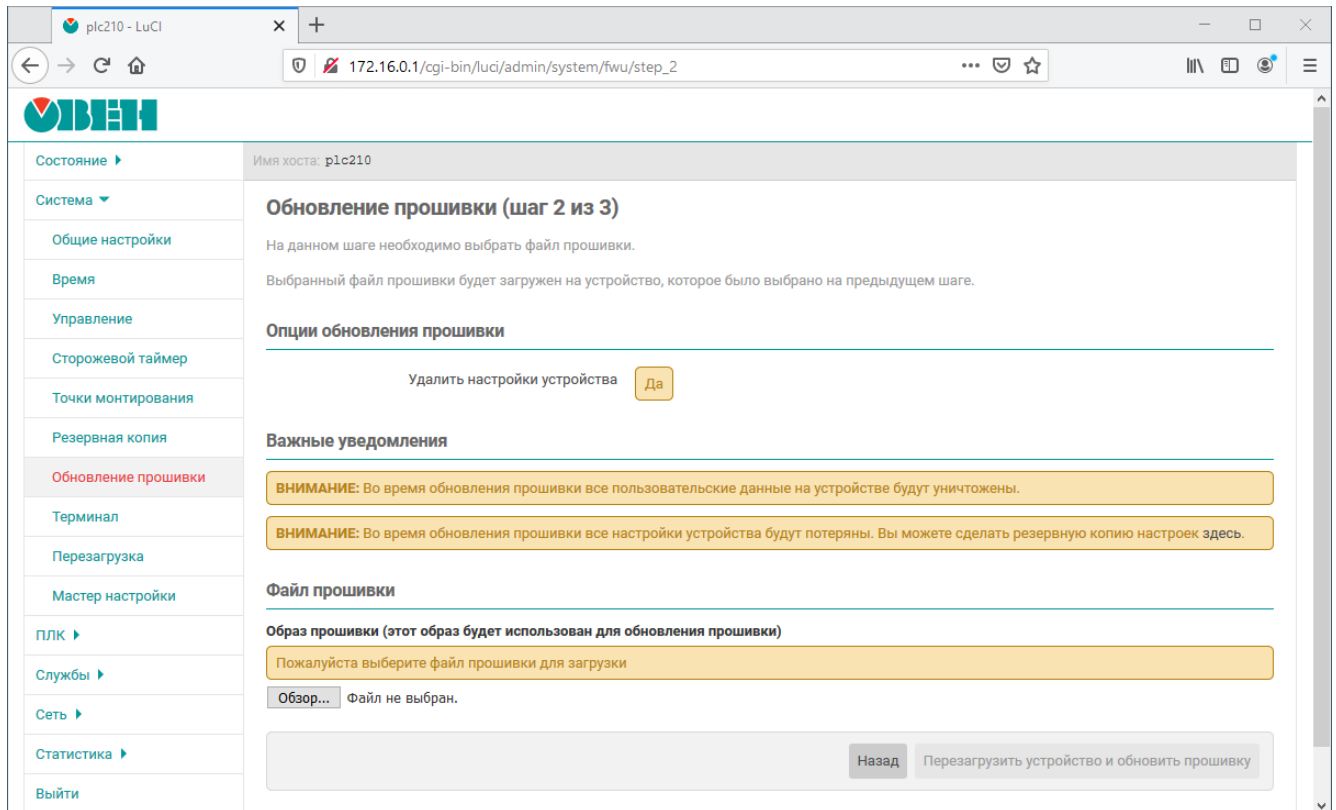 plc210 - LuCI
172.16.0.1/cgi-bin/luci/admin/system/fwu/step_2
ОВЕН
Состояние
Имя хоста: plc210
Система
Обновление прошивки (шаг 2 из 3)
Общие настройки
На данном шаге необходимо выбрать файл прошивки.
Время
Выбранный файл прошивки будет загружен на устройство, которое было выбрано на предыдущем шаге.
Управление
Опции обновления прошивки
Сторожевой таймер
Удалить настройки устройства Да
Точки монтирования
Резервная копия
Важные уведомления
Обновление прошивки
ВНИМАНИЕ: Во время обновления прошивки все пользовательские данные на устройстве будут уничтожены.
Терминал
ВНИМАНИЕ: Во время обновления прошивки все настройки устройства будут потеряны. Вы можете сделать резервную копию настроек здесь.
Перезагрузка
Мастер настройки
Файл прошивки
ПЛК
Образ прошивки (этот образ будет использован для обновления прошивки)
Пожалуйста выберите файл прошивки для загрузки
Службы
Обзор... Файл не выбран.
Сеть
Статистика
Назад Перезагрузить устройство и обновить прошивку
Выйти